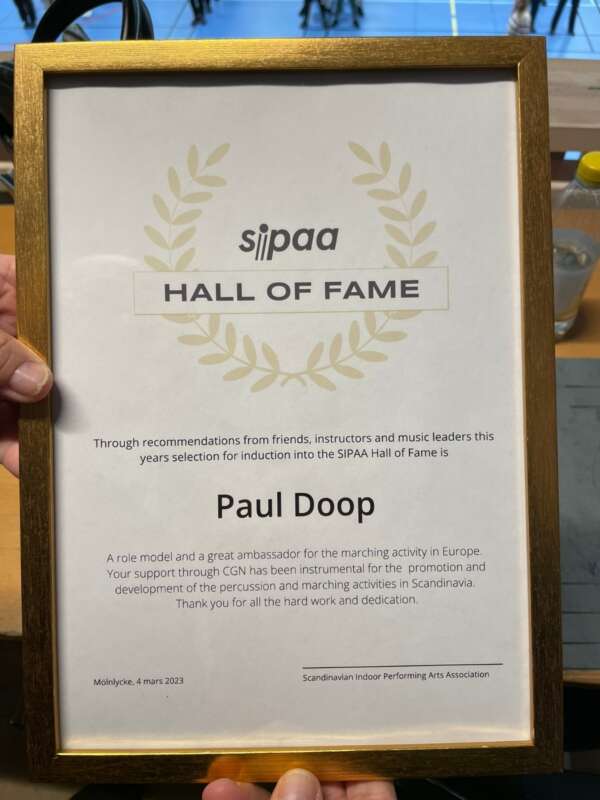 sipaa
HALL OF FAME
Through recommendations from friends, instructors and music leaders this
years selection for induction into the SIPAA Hall of Fame is
Paul Doop
A role model and a great ambassador for the marching activity in Europe.
Your support through CGN has been instrumental for the promotion and
development of the percussion and marching activities in Scandinavia.
Thank you for all the hard work and dedication.
Mölnlycke, 4 mars 2023
Scandinavian Indoor Performing Arts Association